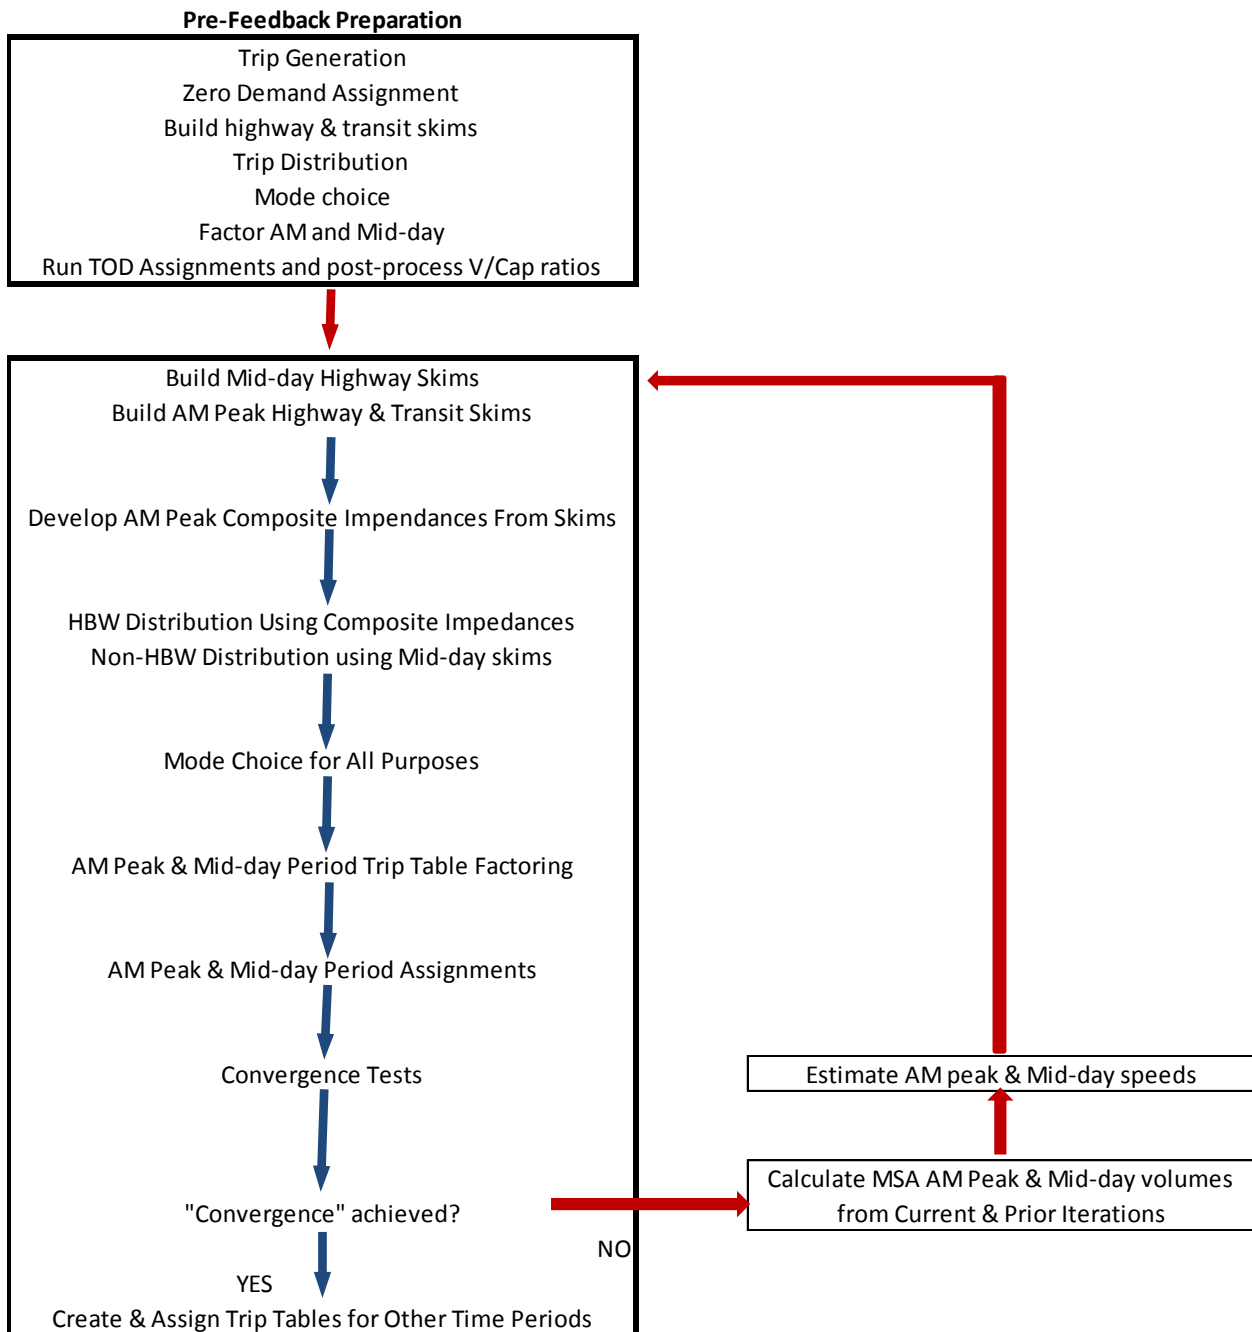 Pre-Feedback Preparation
Trip Generation
Zero Demand Assignment
Build highway & transit skims
Trip Distribution
Mode choice
Factor AM and Mid-day
Run TOD Assignments and post-process V/Cap ratios
Build Mid-day Highway Skims
Build AM Peak Highway & Transit Skims
Develop AM Peak Composite Impendances From Skims
HBW Distribution Using Composite Impedances
Non-HBW Distribution using Mid-day skims
Mode Choice for All Purposes
AM Peak & Mid-day Period Trip Table Factoring
AM Peak & Mid-day Period Assignments
Convergence Tests
"Convergence" achieved?
NO
YES
Create & Assign Trip Tables for Other Time Periods
Calculate MSA AM Peak & Mid-day volumes
from Current & Prior Iterations
Estimate AM peak & Mid-day speeds